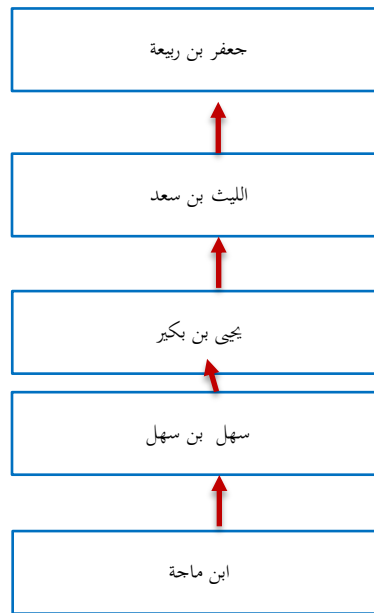 جعفر بن ربيعة
الليث بن سعد
يحيى بن بكير
سهل بن سهل
ابن ماجة